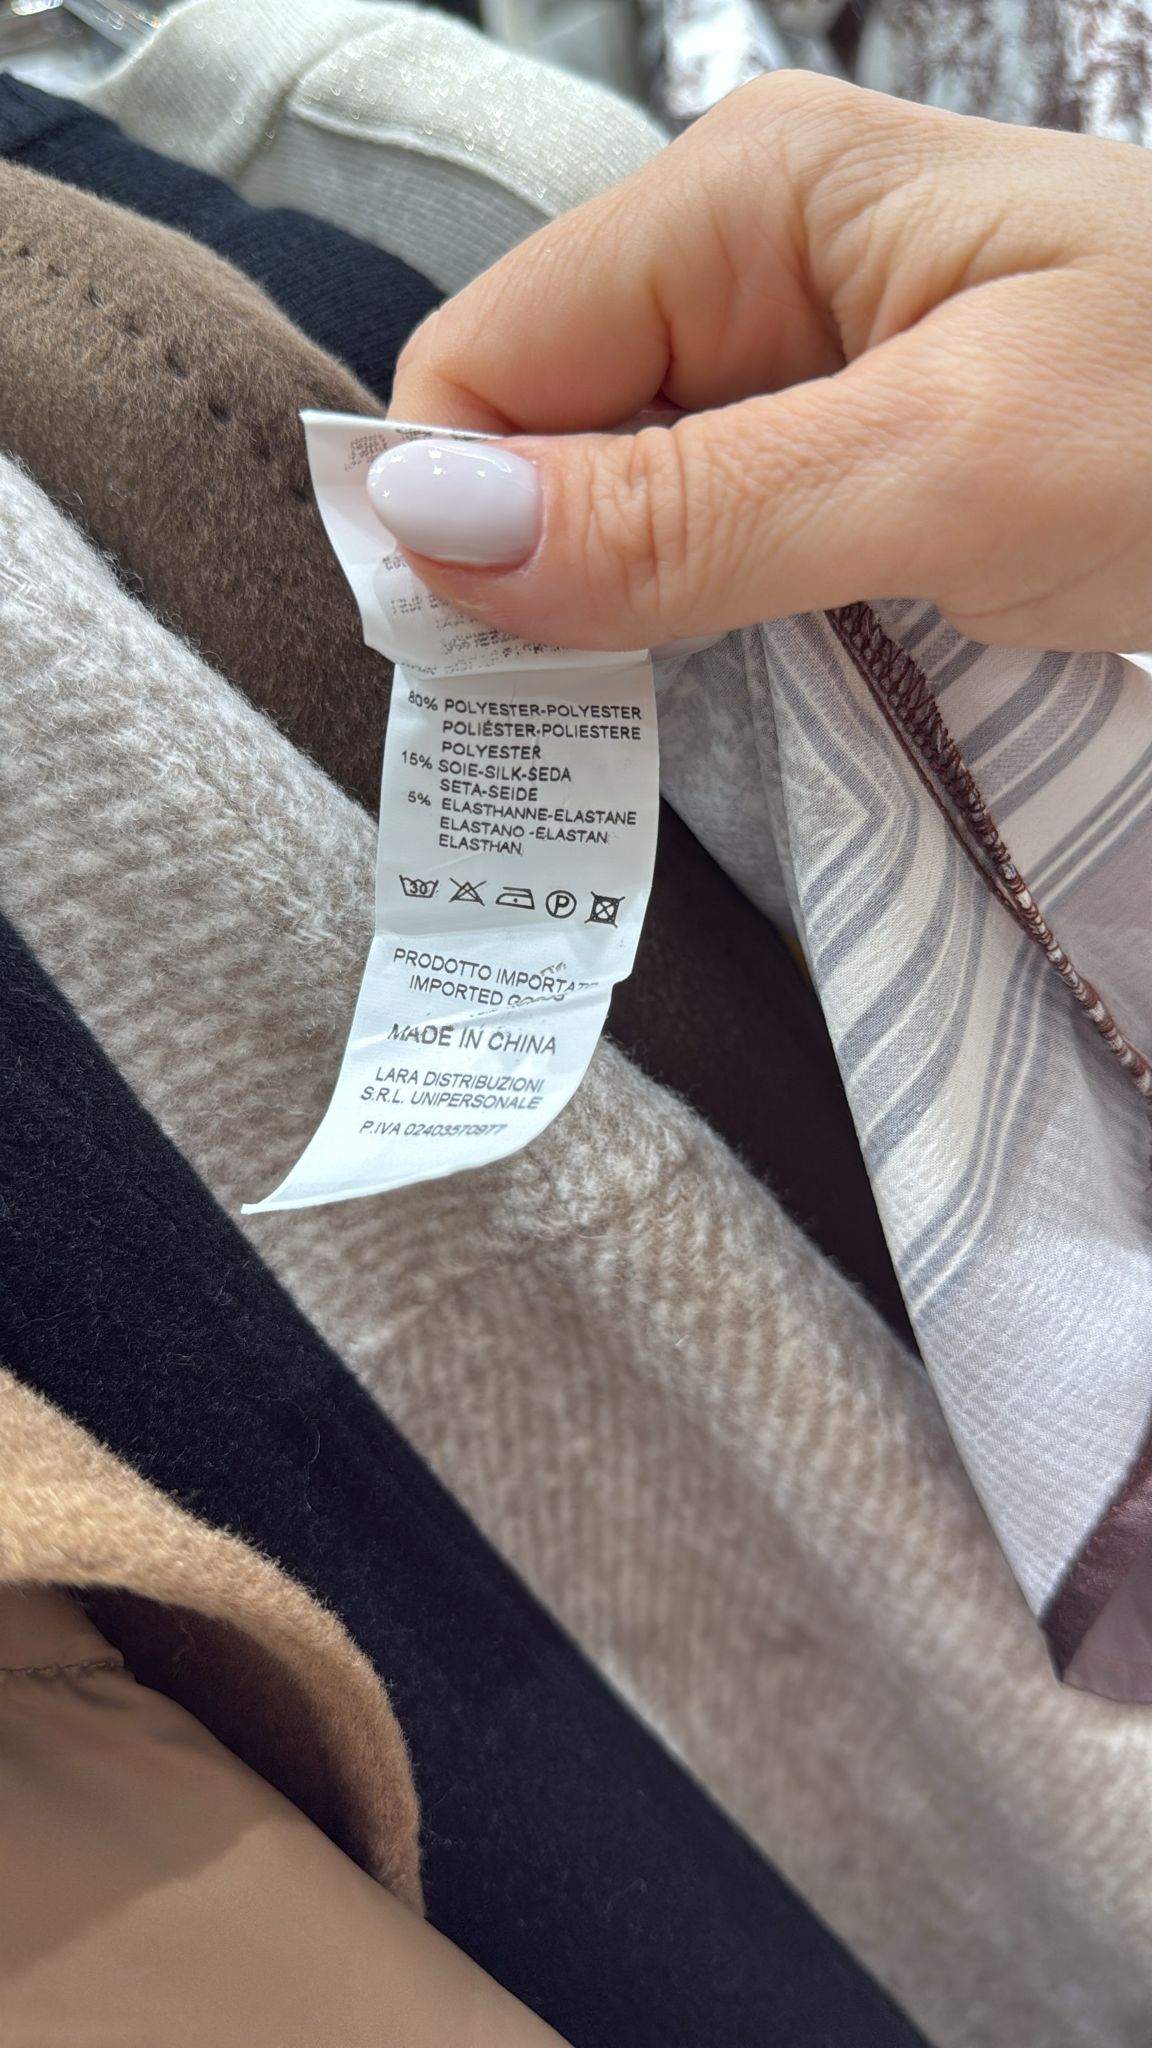 80% POLYESTER-POLYESTER
POLIÉSTER-POLIESTERE
POLYESTER
15% SOIE-SILK-SEDA
SETA-SEIDE
5% ELASTHANNE-ELASTANE
ELASTANO -ELASTAN
ELASTHAN
30 P
PRODOTTO IMPORTATO
IMPORTED GOODS
MADE IN CHINA
LARA DISTRIBUZIONI
S.R.L. UNIPERSONALE
P.IVA 02403570977